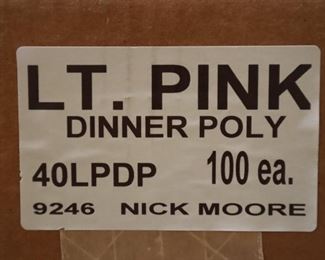 LT. PINK
DINNER POLY
40LPDP 100 ea.
9246 NICK MOORE